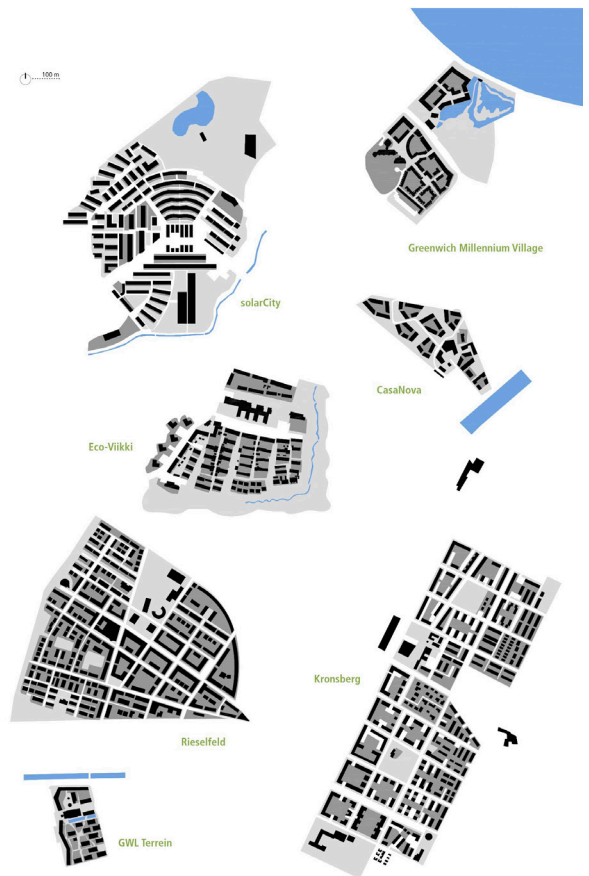 100 m
Greenwich Millennium Village
solarCity
CasaNova
Eco-Viikki
Kronsberg
Rieselfeld
GWL Terrein